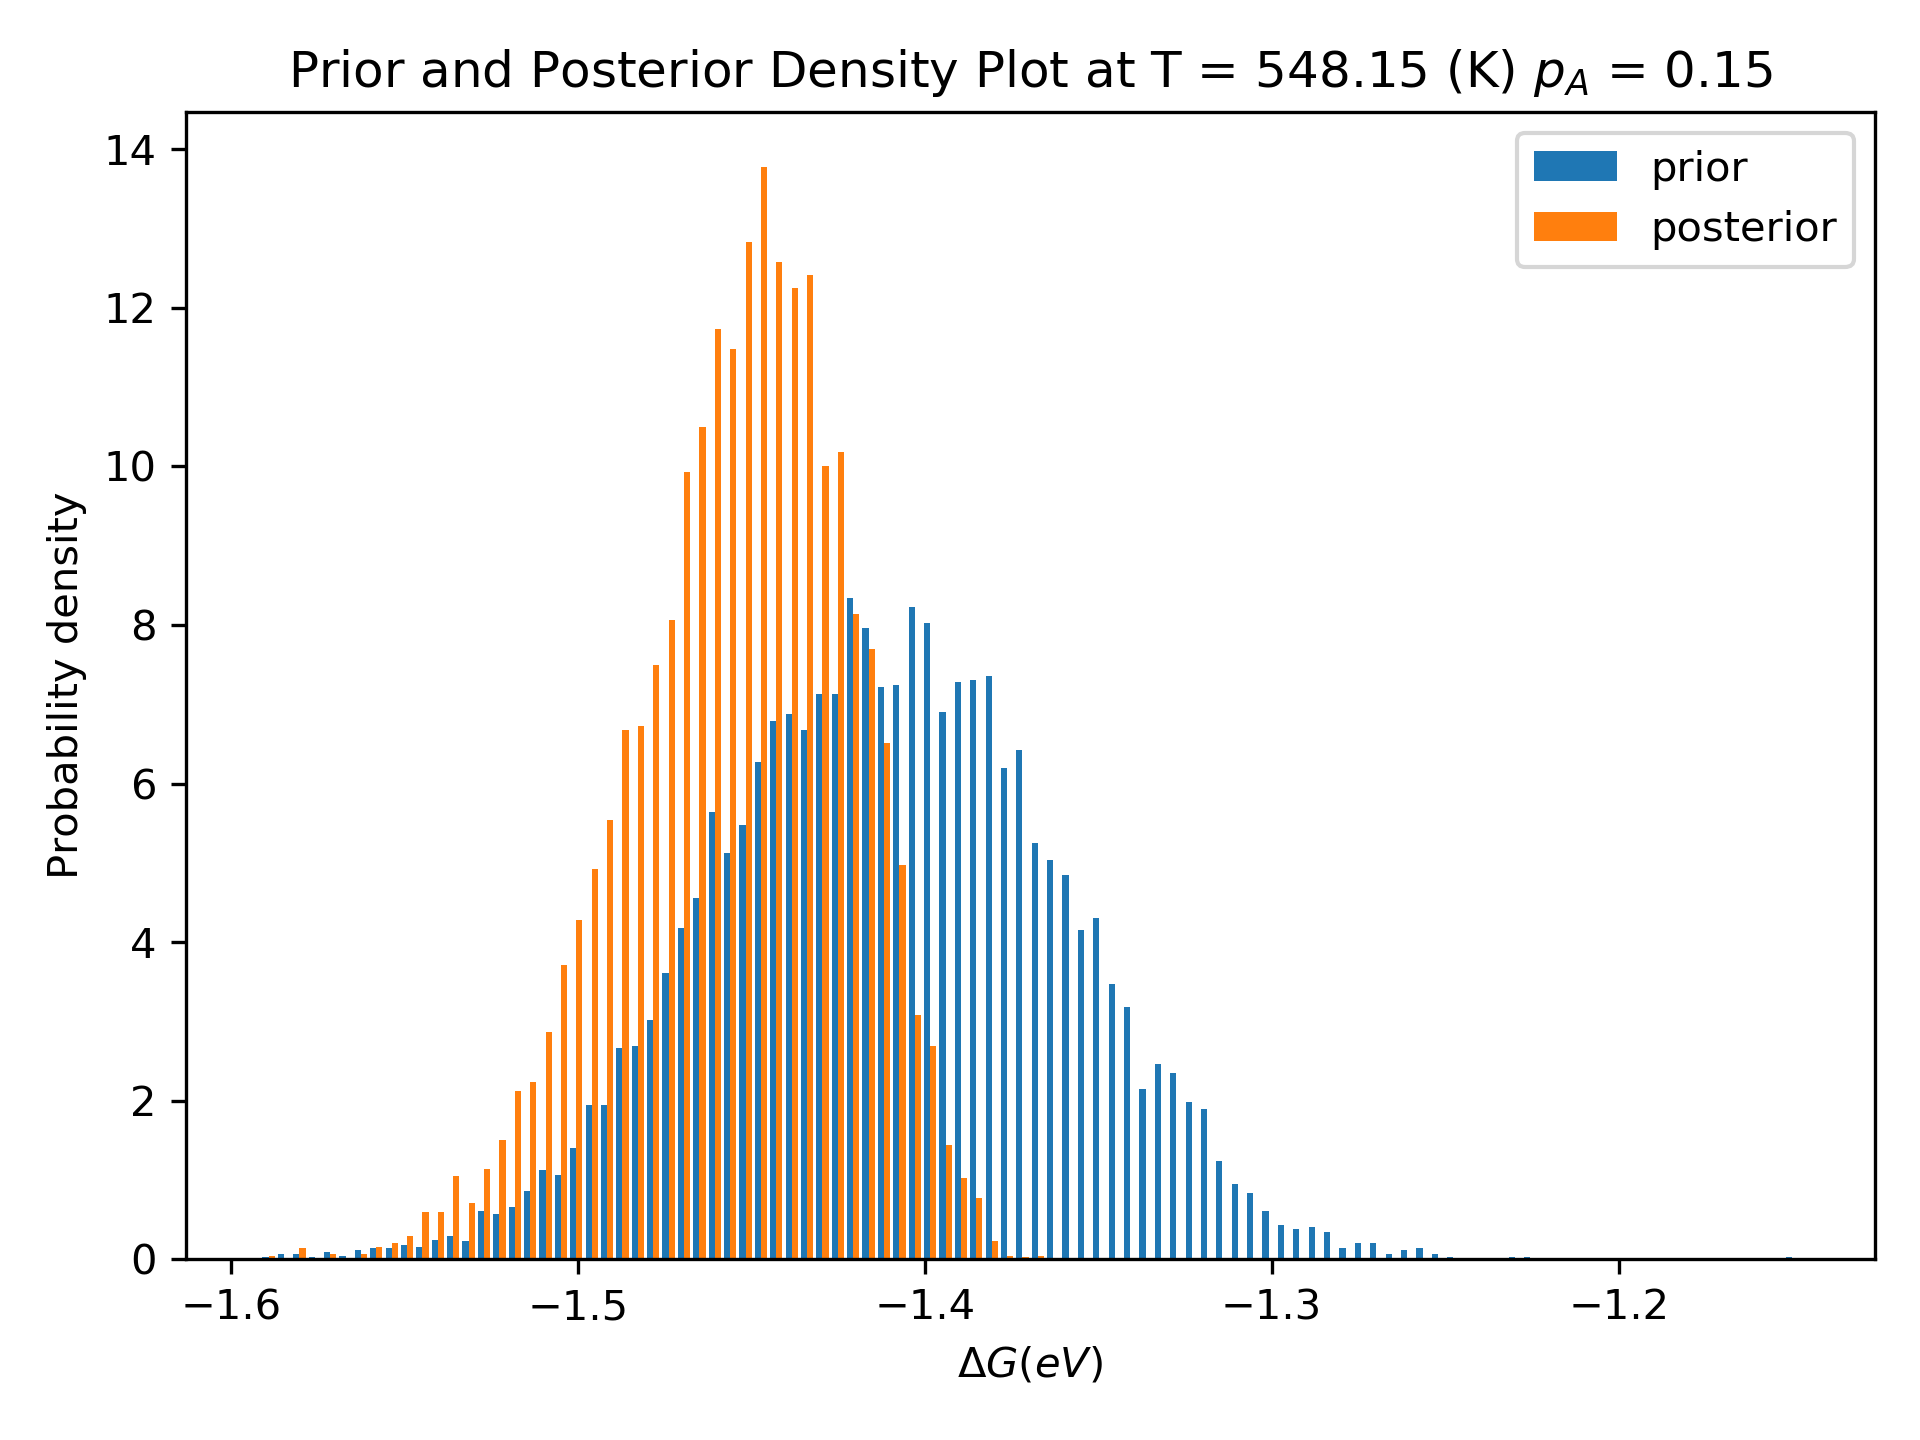 Prior and Posterior Density Plot at T = 548.15 (K) p_A = 0.15
prior
posterior
14
12
10
8
6
4
2
0
Probability density
−1.6 −1.5 −1.4 −1.3 −1.2
ΔG(eV)